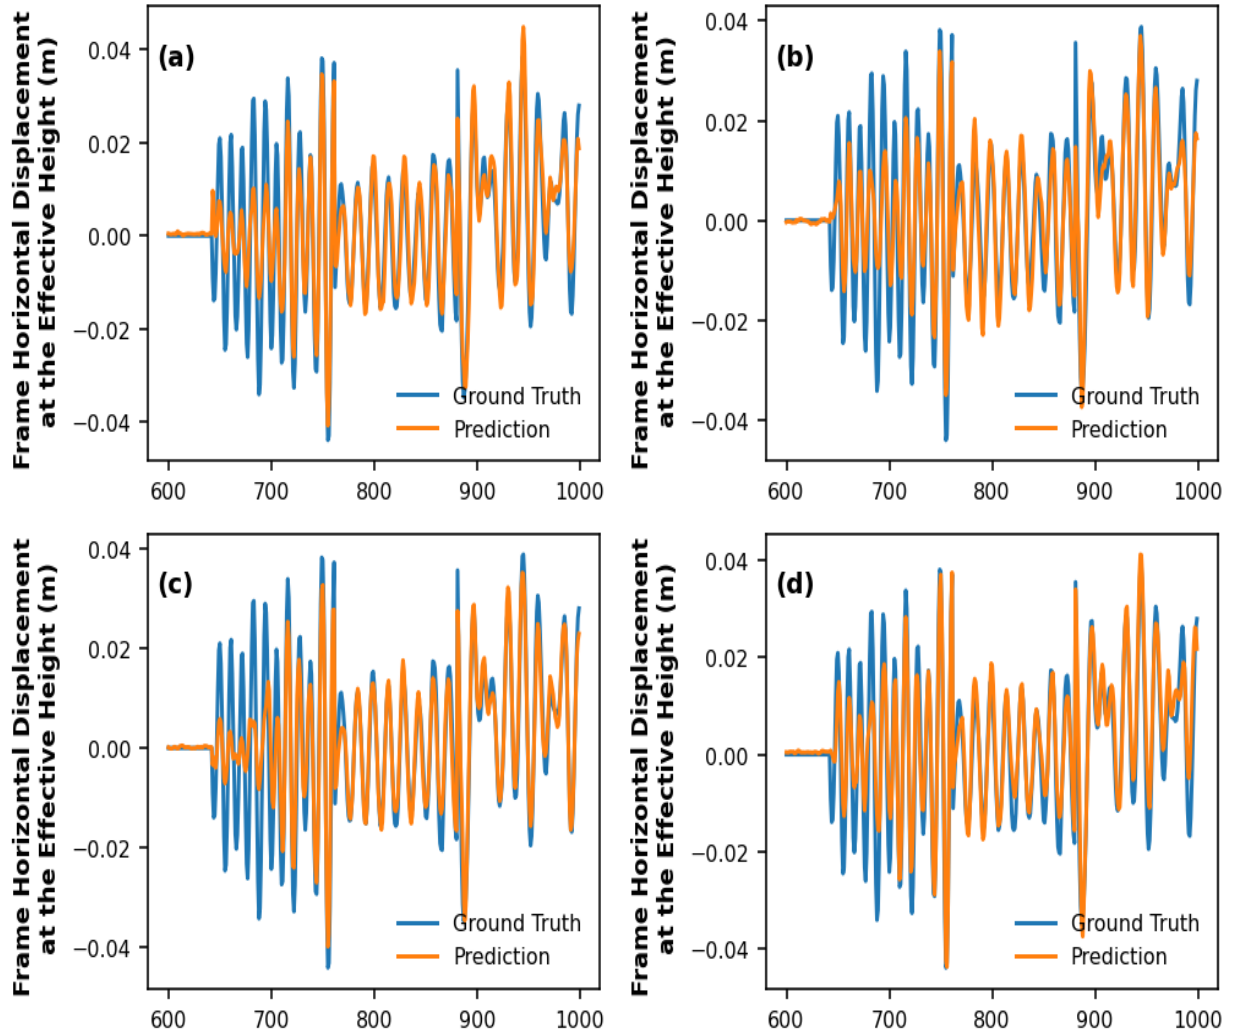 Frame Horizontal Displacement
at the Effective Height (m)
(a)
0.04
0.02
0.00
−0.02
−0.04
Ground Truth
Prediction
600
700
800
900
1000
Frame Horizontal Displacement
at the Effective Height (m)
(b)
0.04
0.02
0.00
−0.02
−0.04
Ground Truth
Prediction
600
700
800
900
1000
Frame Horizontal Displacement
at the Effective Height (m)
(c)
0.04
0.02
0.00
−0.02
−0.04
Ground Truth
Prediction
600
700
800
900
1000
Frame Horizontal Displacement
at the Effective Height (m)
(d)
0.04
0.02
0.00
−0.02
−0.04
Ground Truth
Prediction
600
700
800
900
1000